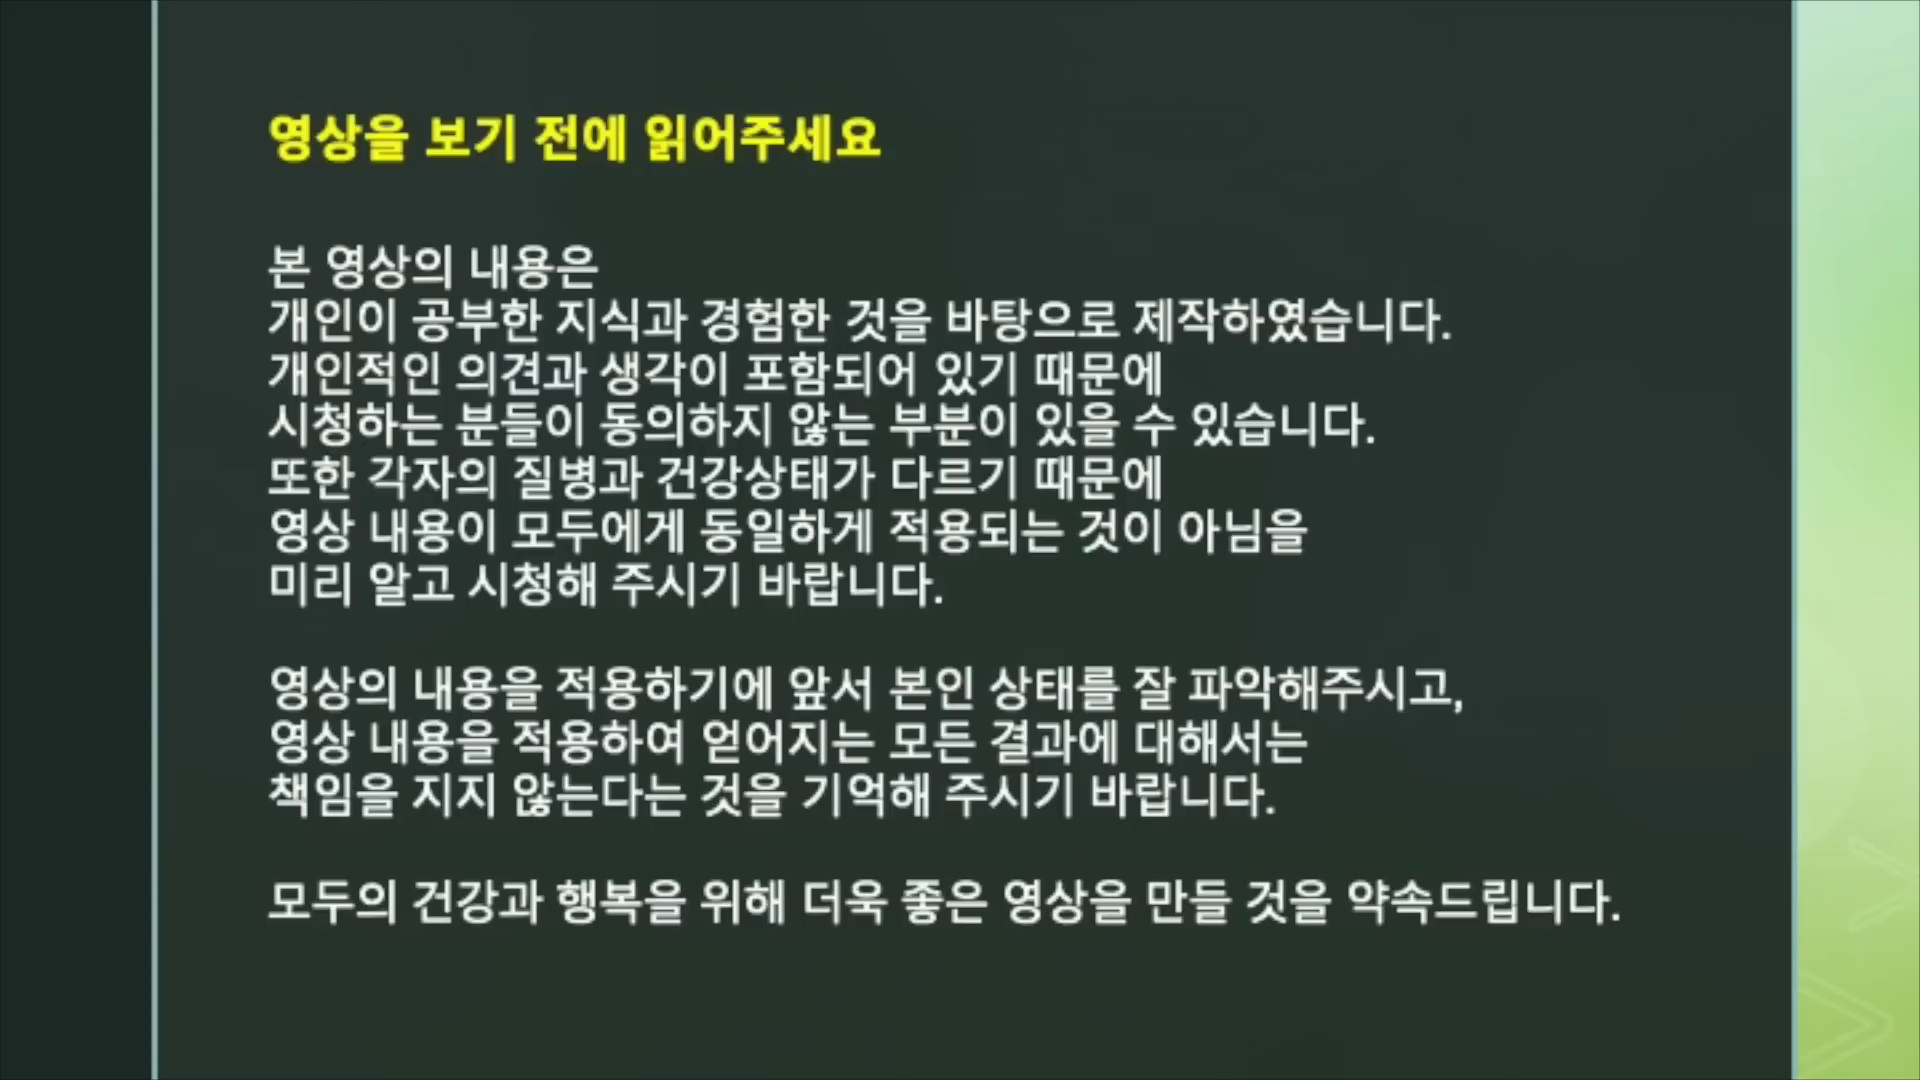 영상을 보기 전에 읽어주세요
본 영상의 내용은
개인이 공부한 지식과 경험한 것을 바탕으로 제작하였습니다.
개인적인 의견과 생각이 포함되어 있기 때문에
시청하는 분들이 동의하지 않는 부분이 있을 수 있습니다.
또한 각자의 질병과 건강상태가 다르기 때문에
영상 내용이 모두에게 동일하게 적용되는 것이 아님을
미리 알고 시청해 주시기 바랍니다.
영상의 내용을 적용하기에 앞서 본인 상태를 잘 파악해주시고,
영상 내용을 적용하여 얻어지는 모든 결과에 대해서는
책임을 지지 않는다는 것을 기억해 주시기 바랍니다.
모두의 건강과 행복을 위해 더욱 좋은 영상을 만들 것을 약속드립니다.